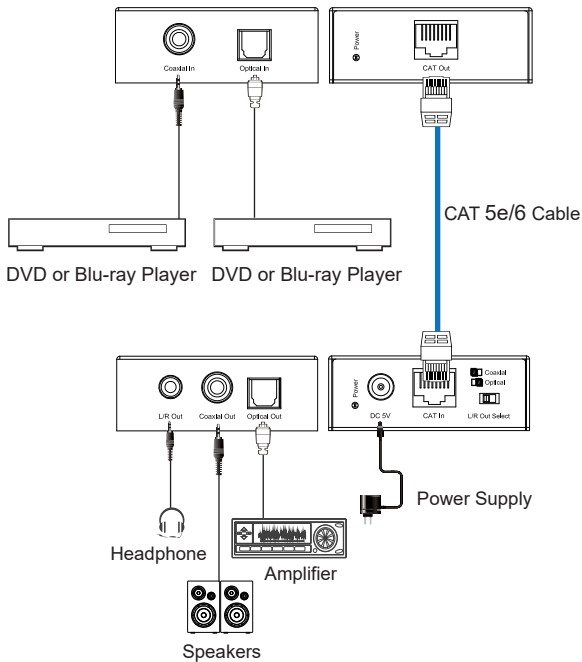 Coaxial In
Optical In
Power
CAT Out
CAT 5e/6 Cable
DVD or Blu-ray Player
DVD or Blu-ray Player
L/R Out
Coaxial Out
Optical Out
Power
DC 5V
CAT In
Coaxial
Optical
L/R Out Select
Power Supply
Headphone
Amplifier
Speakers